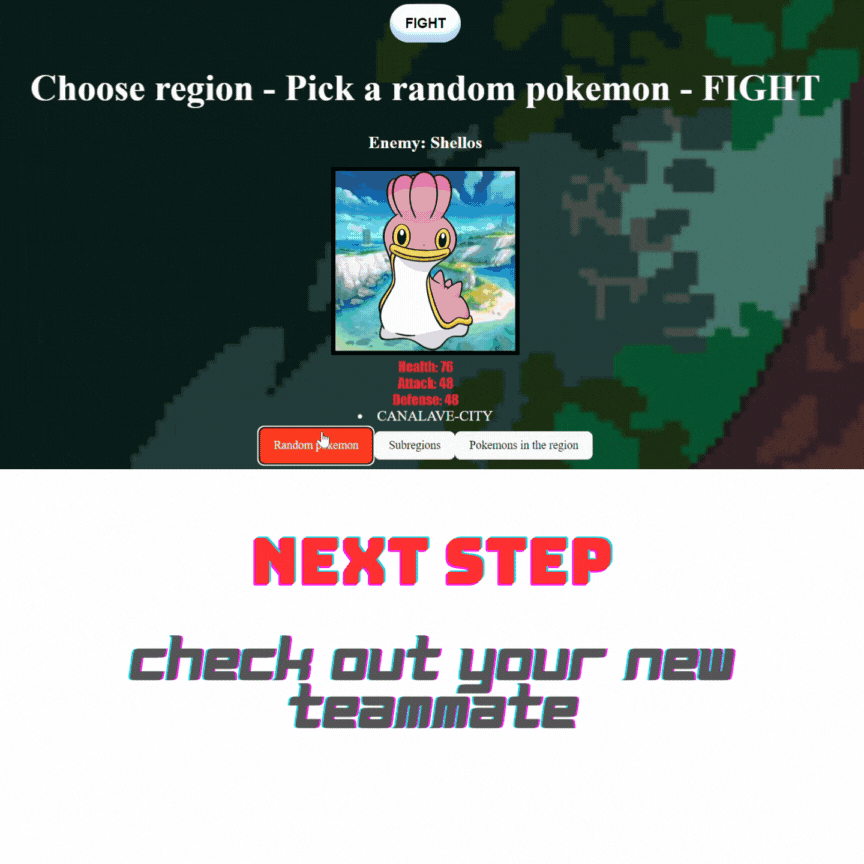 FIGHT
Choose region - Pick a random pokemon - FIGHT
Enemy: Shellos
Health: 76
Attack: 48
Defense: 48
• CANALAVE-CITY
Random pokemon Subregions Pokemons in the region
NEXT STEP
check out your new
teammate